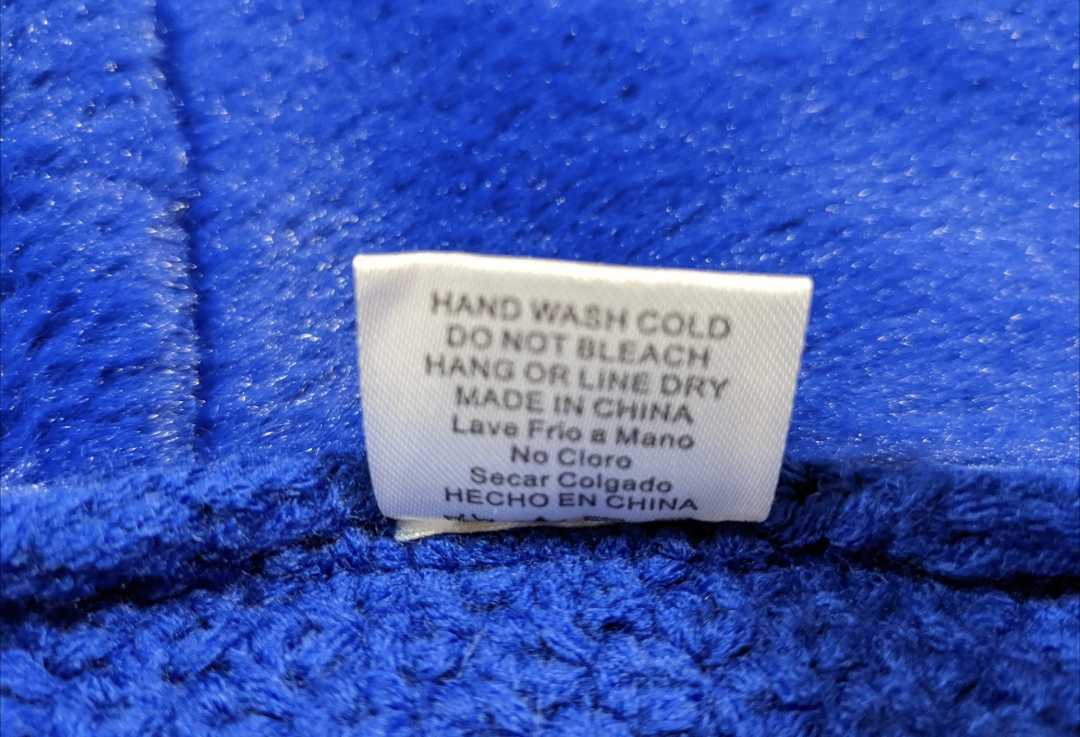 HAND WASH COLD
DO NOT BLEACH
HANG OR LINE DRY
MADE IN CHINA
Lave Frio a Mano
No Cloro
Secar Colgado
HECHO EN CHINA